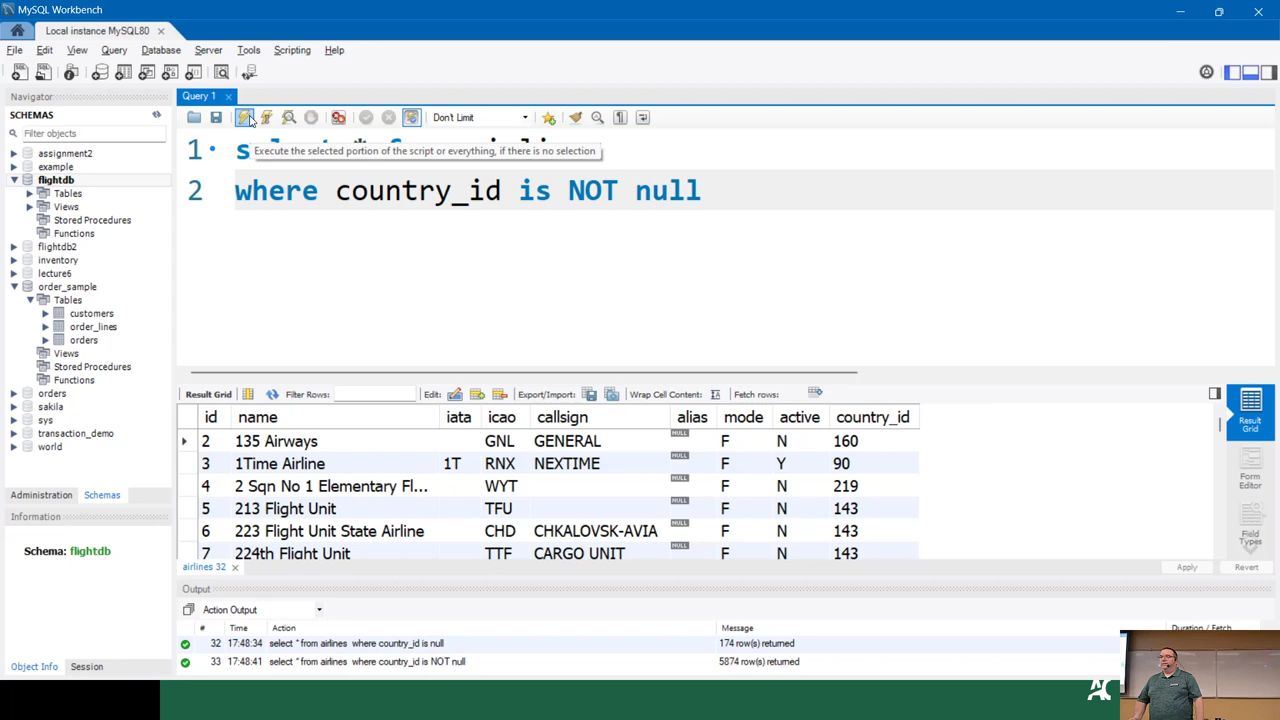 MySQL Workbench
Local instance MySQL80
File Edit View Query Database Server Tools Scripting Help
Navigator
SCHEMAS
Filter objects
assignment2
example
flightdb
Tables
Views
Stored Procedures
Functions
flightdb2
inventory
lecture6
order_sample
Tables
customers
order_lines
orders
Views
Stored Procedures
Functions
orders
sakila
sys
transaction_demo
world
Administration Schemas
Information
Schema: flightdb
Object Info Session
Query 1
Don't Limit
1
Execute the selected portion of the script or everything, if there is no selection
2 where country_id is NOT null
Result Grid Filter Rows: Edit: Export/Import: Wrap Cell Content: Fetch rows:
id name iata icao callsign alias mode active country_id
2 135 Airways GNL GENERAL NULL F N 160
3 1Time Airline 1T RNX NEXTIME NULL F Y 90
4 2 Sqn No 1 Elementary Fl... WYT NULL F N 219
5 213 Flight Unit TFU NULL F N 143
6 223 Flight Unit State Airline CHD CHKALOVSK-AVIA NULL F N 143
7 224th Flight Unit TTF CARGO UNIT NULL F N 143
Result Grid
Form Editor
Field Types
airlines 32
Apply Revert
Output
Action Output
# Time Action Message Duration / Fetch
32 17:48:34 select * from airlines where country_id is null 174 row(s) returned
33 17:48:41 select * from airlines where country_id is NOT null 5874 row(s) returned
AC